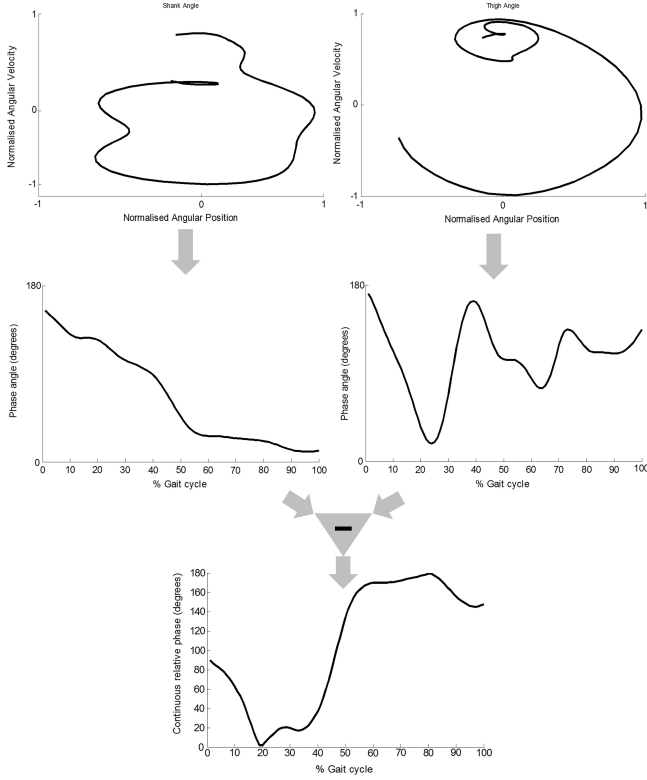 Shank Angle
Thigh Angle
Normalised Angular Velocity
1
0
-1
-1
0
1
Normalised Angular Position
Normalised Angular Velocity
1
0
-1
-1
0
1
Normalised Angular Position
Phase angle (degrees)
180
0
0 10 20 30 40 50 60 70 80 90 100
% Gait cycle
Phase angle (degrees)
180
0
0 10 20 30 40 50 60 70 80 90 100
% Gait cycle
Continuous relative phase (degrees)
180
160
140
120
100
80
60
40
20
0
0 10 20 30 40 50 60 70 80 90 100
% Gait cycle